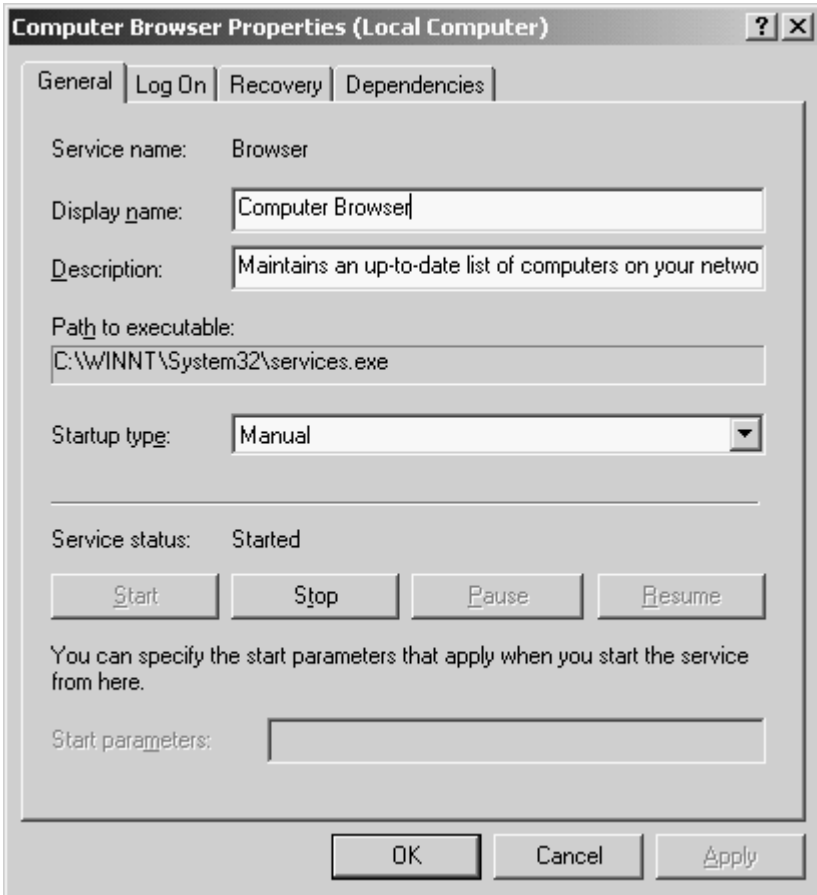 Computer Browser Properties (Local Computer)
General Log On Recovery Dependencies
Service name: Browser
Display name: Computer Browser
Description: Maintains an up-to-date list of computers on your netwo
Path to executable:
C:\WINNT\System32\services.exe
Startup type: Manual
Service status: Started
Start Stop Pause Resume
You can specify the start parameters that apply when you start the service
from here.
Start parameters:
OK Cancel Apply